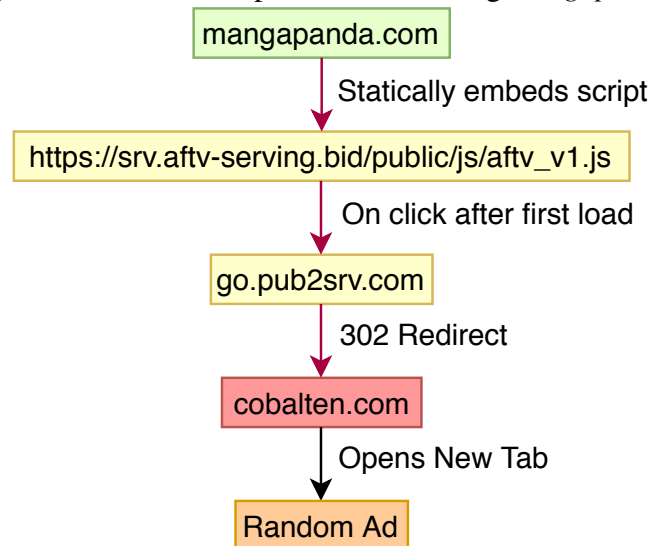 mangapanda.com
Statically embeds script
https://srv.aftv-serving.bid/public/js/aftv_v1.js
On click after first load
go.pub2srv.com
302 Redirect
cobalten.com
Opens New Tab
Random Ad